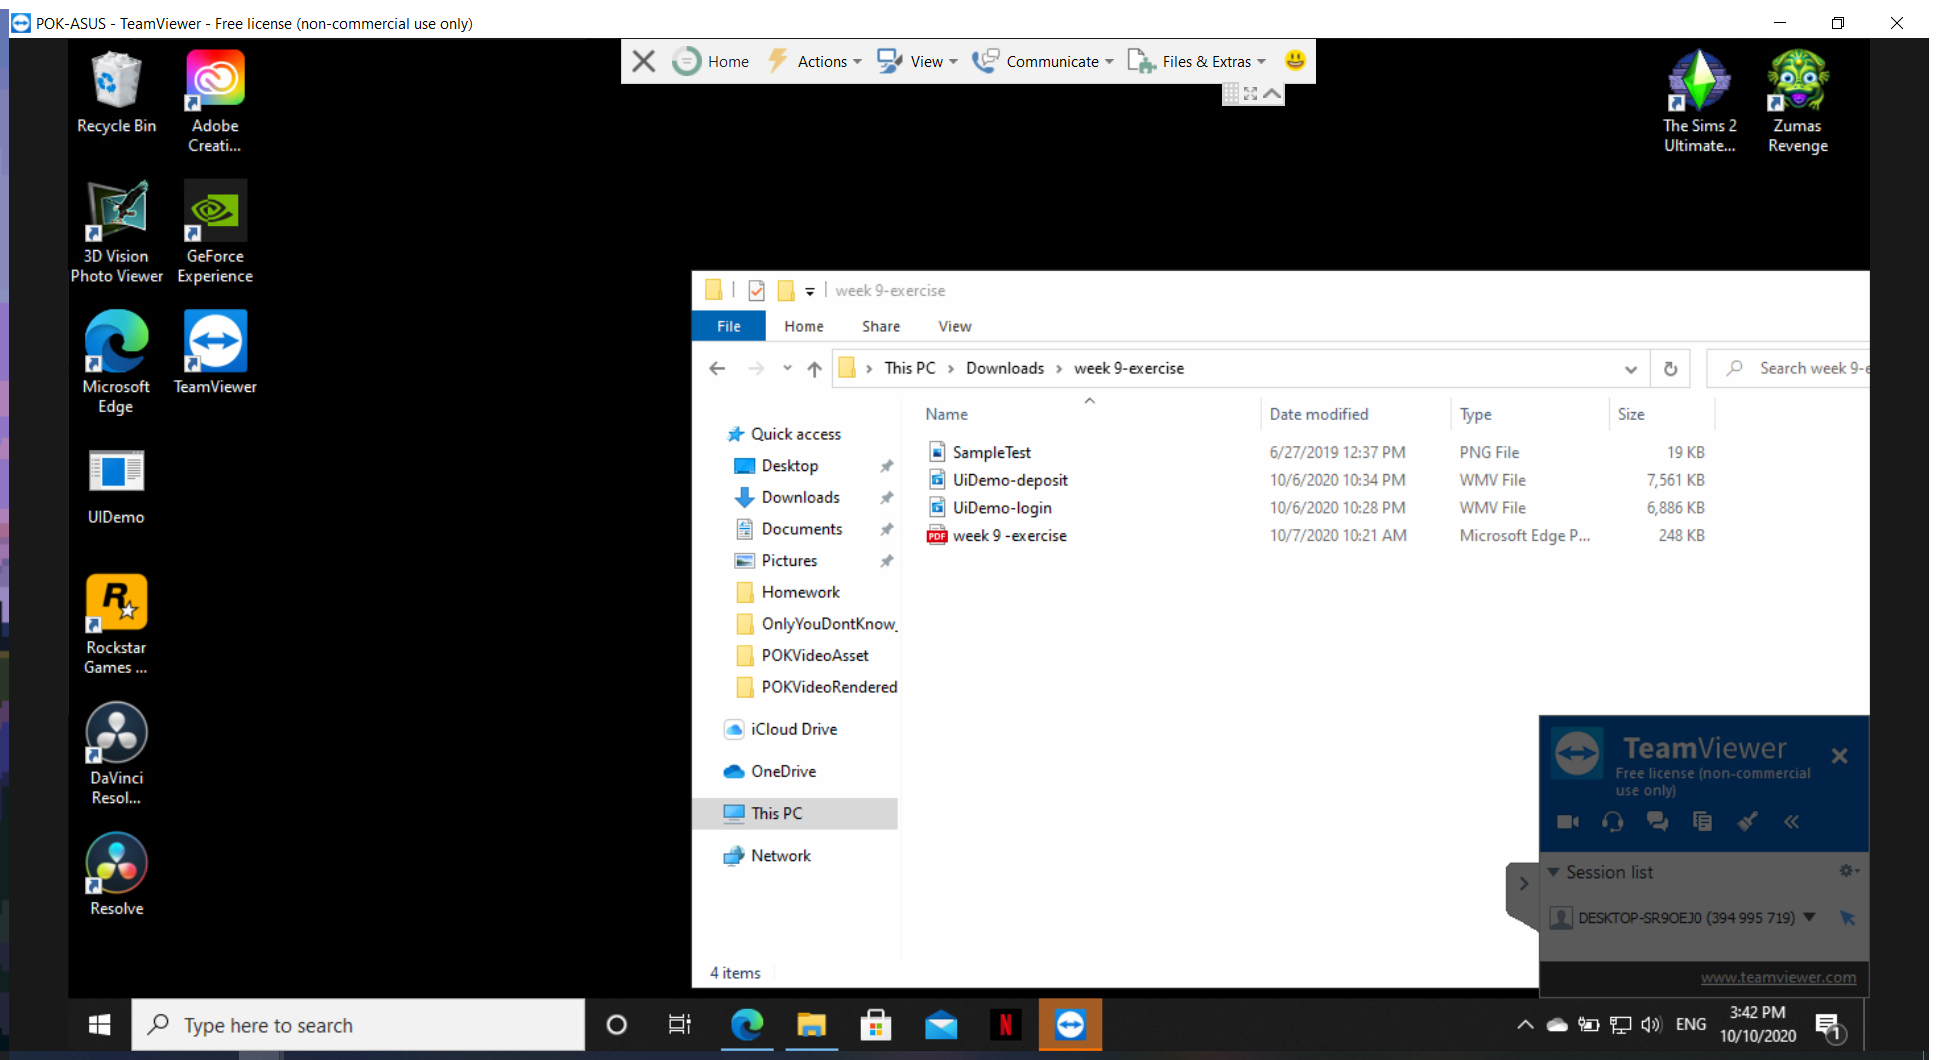 POK-ASUS - TeamViewer - Free license (non-commercial use only)
Home
Actions
View
Communicate
Files & Extras
Recycle Bin
Adobe
Creati...
The Sims 2
Ultimate...
Zumas
Revenge
3D Vision
Photo Viewer
GeForce
Experience
Microsoft
Edge
TeamViewer
UIDemo
Rockstar
Games ...
DaVinci
Resol...
Resolve
week 9-exercise
File
Home
Share
View
This PC
Downloads
week 9-exercise
Search week 9-e
Name
Date modified
Type
Size
SampleTest 6/27/2019 12:37 PM PNG File 19 KB
UiDemo-deposit 10/6/2020 10:34 PM WMV File 7,561 KB
UiDemo-login 10/6/2020 10:28 PM WMV File 6,886 KB
PDF week 9 -exercise 10/7/2020 10:21 AM Microsoft Edge P... 248 KB
Quick access
Desktop
Downloads
Documents
Pictures
Homework
OnlyYouDontKnow_
POKVideoAsset
POKVideoRendered
iCloud Drive
OneDrive
This PC
Network
4 items
TeamViewer
Free license (non-commercial
use only)
Session list
DESKTOP-SR9OEJ0 (394 995 719)
www.teamviewer.com
Type here to search
N
ENG
3:42 PM
10/10/2020
1